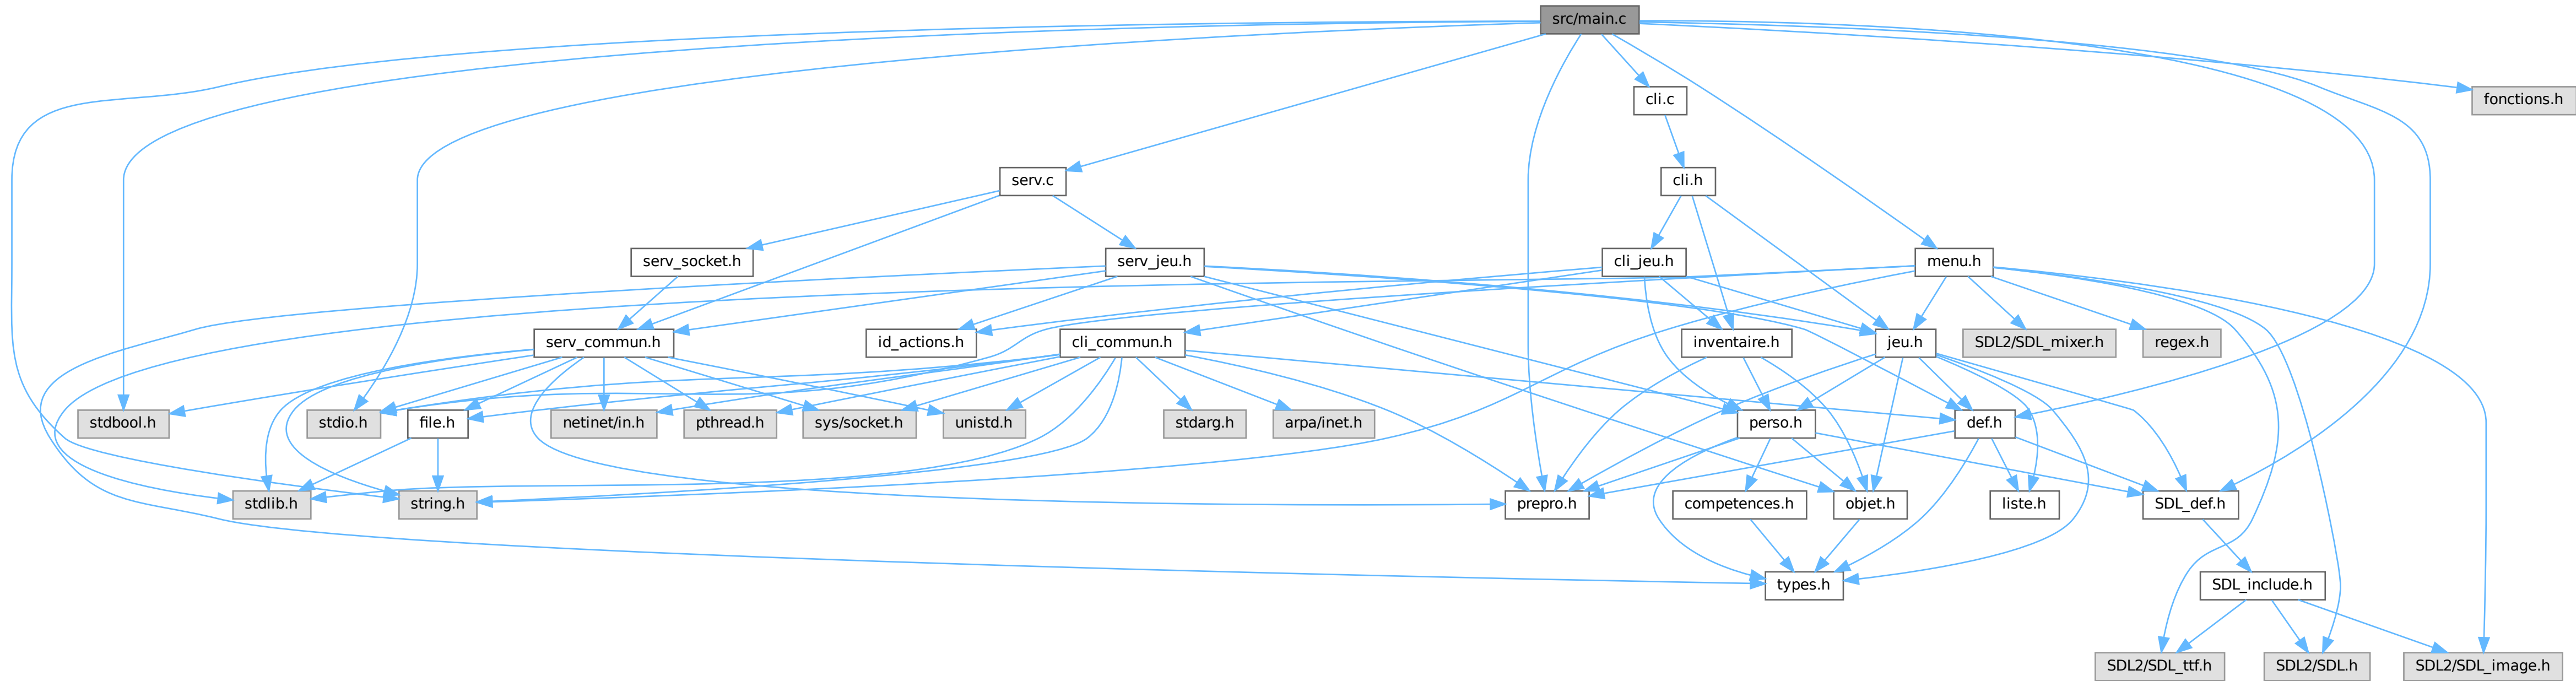 src/main.c
cli.c
fonctions.h
serv.c
cli.h
serv_socket.h
serv_jeu.h
cli_jeu.h
menu.h
serv_commun.h
id_actions.h
cli_commun.h
inventaire.h
jeu.h
SDL2/SDL_mixer.h
regex.h
stdbool.h
stdio.h
file.h
netinet/in.h
pthread.h
sys/socket.h
unistd.h
stdarg.h
arpa/inet.h
perso.h
def.h
stdlib.h
string.h
prepro.h
competences.h
objet.h
liste.h
SDL_def.h
types.h
SDL_include.h
SDL2/SDL_ttf.h
SDL2/SDL.h
SDL2/SDL_image.h